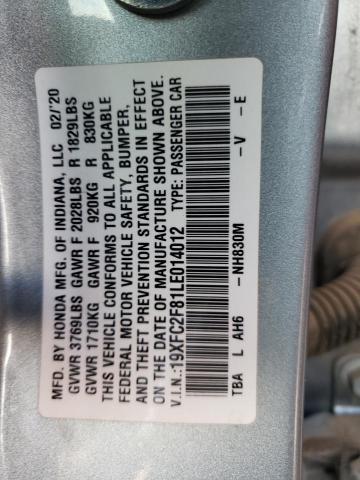 MFD. BY HONDA MFG. OF INDIANA, LLC 02/'20
GVWR 3769LBS GAWR F 2028LBS R 1829LBS
GVWR 1710KG GAWR F 920KG R 830KG
THIS VEHICLE CONFORMS TO ALL APPLICABLE
FEDERAL MOTOR VEHICLE SAFETY, BUMPER,
AND THEFT PREVENTION STANDARDS IN EFFECT
ON THE DATE OF MANUFACTURE SHOWN ABOVE.
V.I.N.:19XFC2F81LE014012 TYPE: PASSENGER CAR
TBA L AH6 -NH830M -V -E